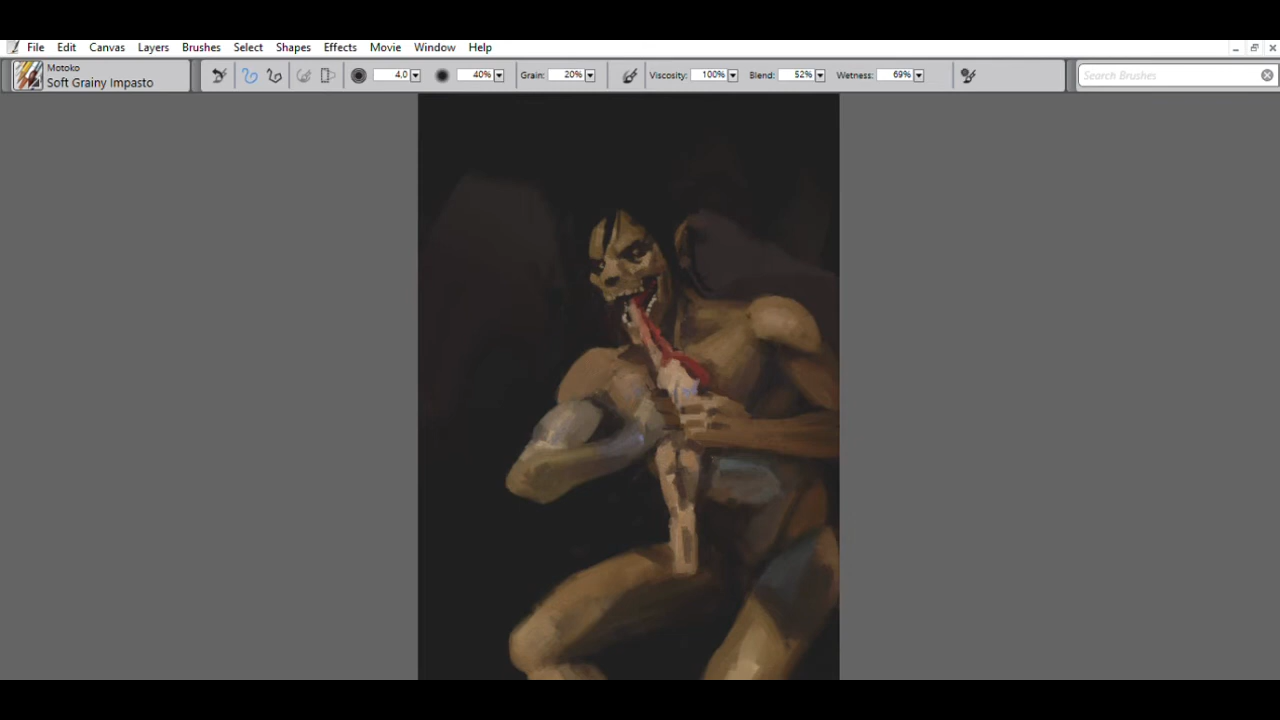 File Edit Canvas Layers Brushes Select Shapes Effects Movie Window Help
Motoko
Soft Grainy Impasto
4,0 40% Grain: 20% Viscosity: 100% Blend: 52% Wetness: 69% Search Brushes